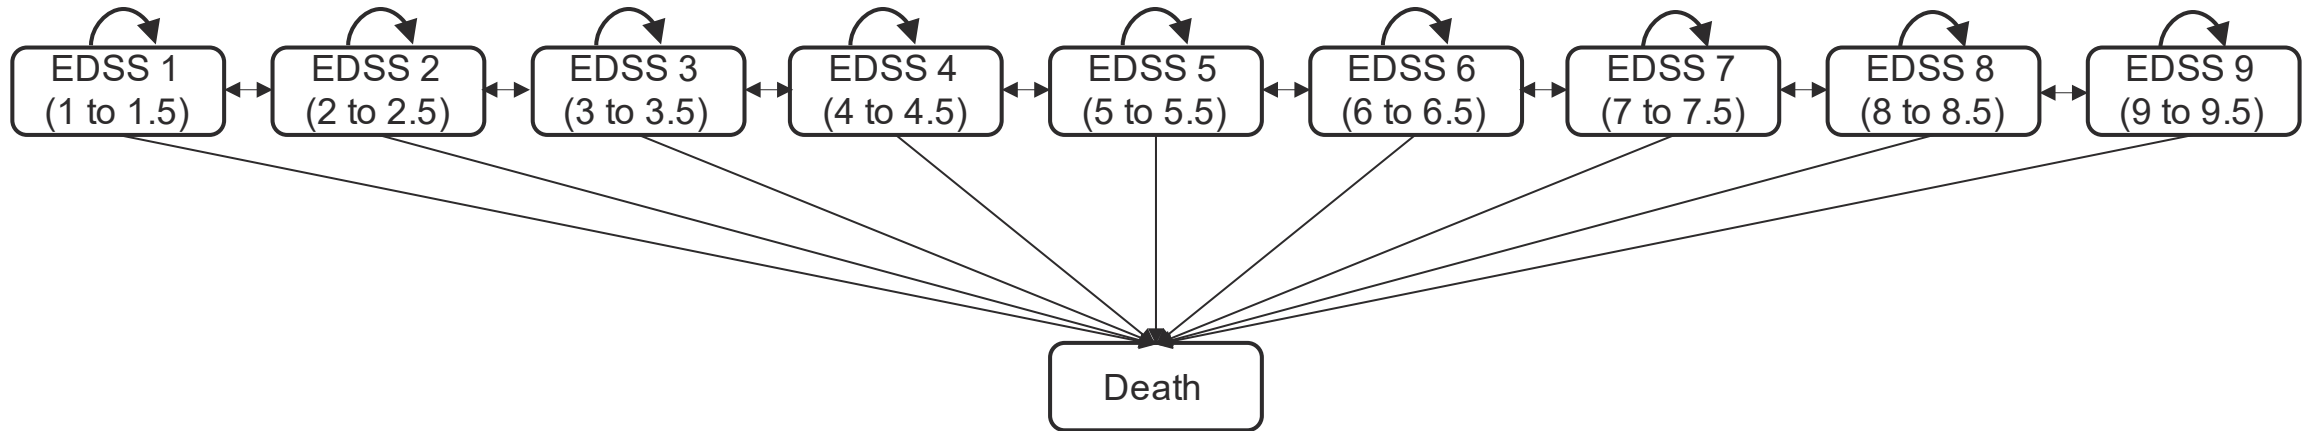 EDSS 1
(1 to 1.5)
EDSS 2
(2 to 2.5)
EDSS 3
(3 to 3.5)
EDSS 4
(4 to 4.5)
EDSS 5
(5 to 5.5)
EDSS 6
(6 to 6.5)
EDSS 7
(7 to 7.5)
EDSS 8
(8 to 8.5)
EDSS 9
(9 to 9.5)
Death